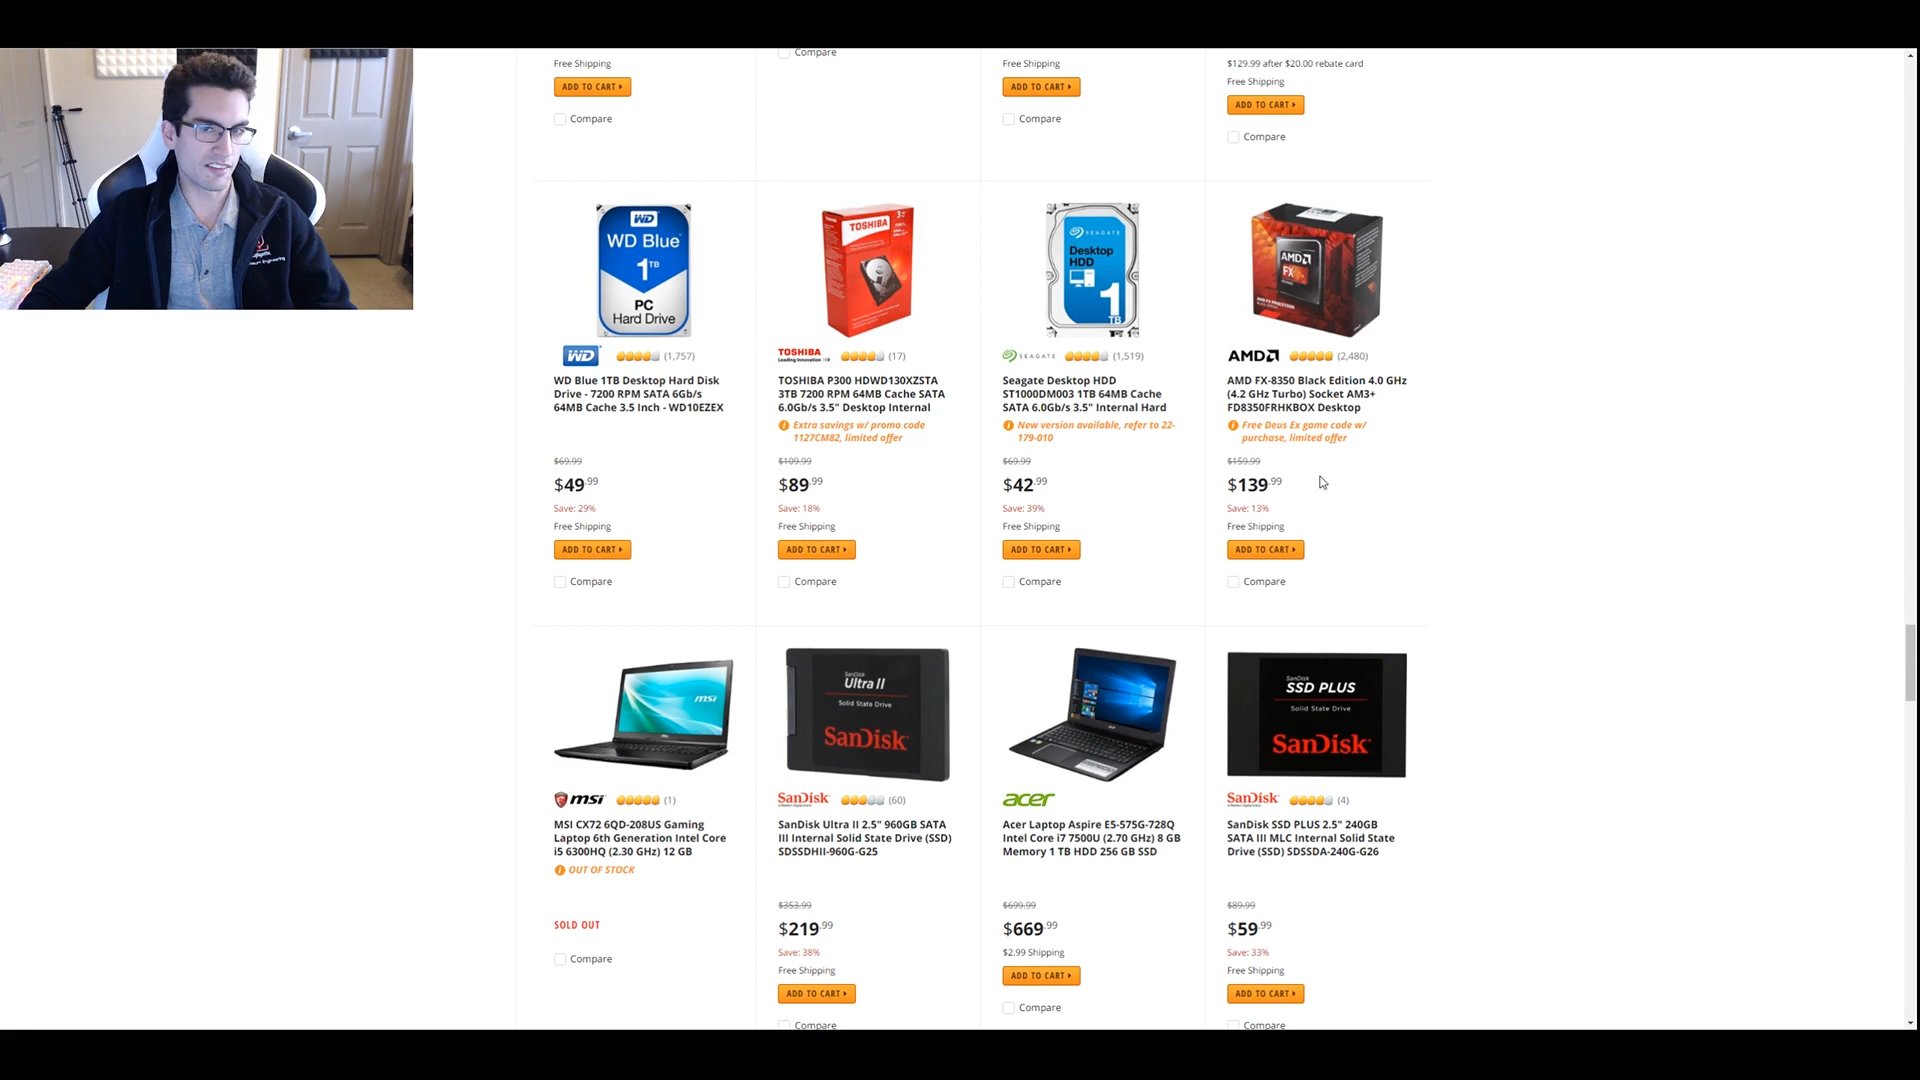 Compare
Free Shipping
ADD TO CART
Compare
Free Shipping
ADD TO CART
Compare
$129.99 after $20.00 rebate card
Free Shipping
ADD TO CART
Compare
WD
WD Blue
1TB
PC
Hard Drive
WD (1,757)
WD Blue 1TB Desktop Hard Disk
Drive - 7200 RPM SATA 6Gb/s
64MB Cache 3.5 Inch - WD10EZEX
$69.99
$49.99
Save: 29%
Free Shipping
ADD TO CART
Compare
TOSHIBA
TOSHIBA (17)
Leading Innovation >>>
TOSHIBA P300 HDWD130XZSTA
3TB 7200 RPM 64MB Cache SATA
6.0Gb/s 3.5" Desktop Internal
Extra savings w/ promo code
1127CM82, limited offer
$109.99
$89.99
Save: 18%
Free Shipping
ADD TO CART
Compare
SEAGATE
Desktop
HDD
1
TB
SEAGATE (1,519)
Seagate Desktop HDD
ST1000DM003 1TB 64MB Cache
SATA 6.0Gb/s 3.5" Internal Hard
New version available, refer to 22-
179-010
$69.99
$42.99
Save: 39%
Free Shipping
ADD TO CART
Compare
AMD
FX
AMD (2,480)
AMD FX-8350 Black Edition 4.0 GHz
(4.2 GHz Turbo) Socket AM3+
FD8350FRHKBOX Desktop
Free Deus Ex game code w/
purchase, limited offer
$159.99
$139.99
Save: 13%
Free Shipping
ADD TO CART
Compare
msi
msi (1)
MSI CX72 6QD-208US Gaming
Laptop 6th Generation Intel Core
i5 6300HQ (2.30 GHz) 12 GB
OUT OF STOCK
SOLD OUT
Compare
SanDisk
Ultra II
Solid State Drive
SanDisk
SanDisk (60)
SanDisk Ultra II 2.5" 960GB SATA
III Internal Solid State Drive (SSD)
SDSSDHII-960G-G25
$353.99
$219.99
Save: 38%
Free Shipping
ADD TO CART
Compare
acer
Acer Laptop Aspire E5-575G-728Q
Intel Core i7 7500U (2.70 GHz) 8 GB
Memory 1 TB HDD 256 GB SSD
$699.99
$669.99
$2.99 Shipping
ADD TO CART
Compare
SanDisk
SSD PLUS
Solid State Drive
SanDisk
SanDisk (4)
SanDisk SSD PLUS 2.5" 240GB
SATA III MLC Internal Solid State
Drive (SSD) SDSSDA-240G-G26
$89.99
$59.99
Save: 33%
Free Shipping
ADD TO CART
Compare